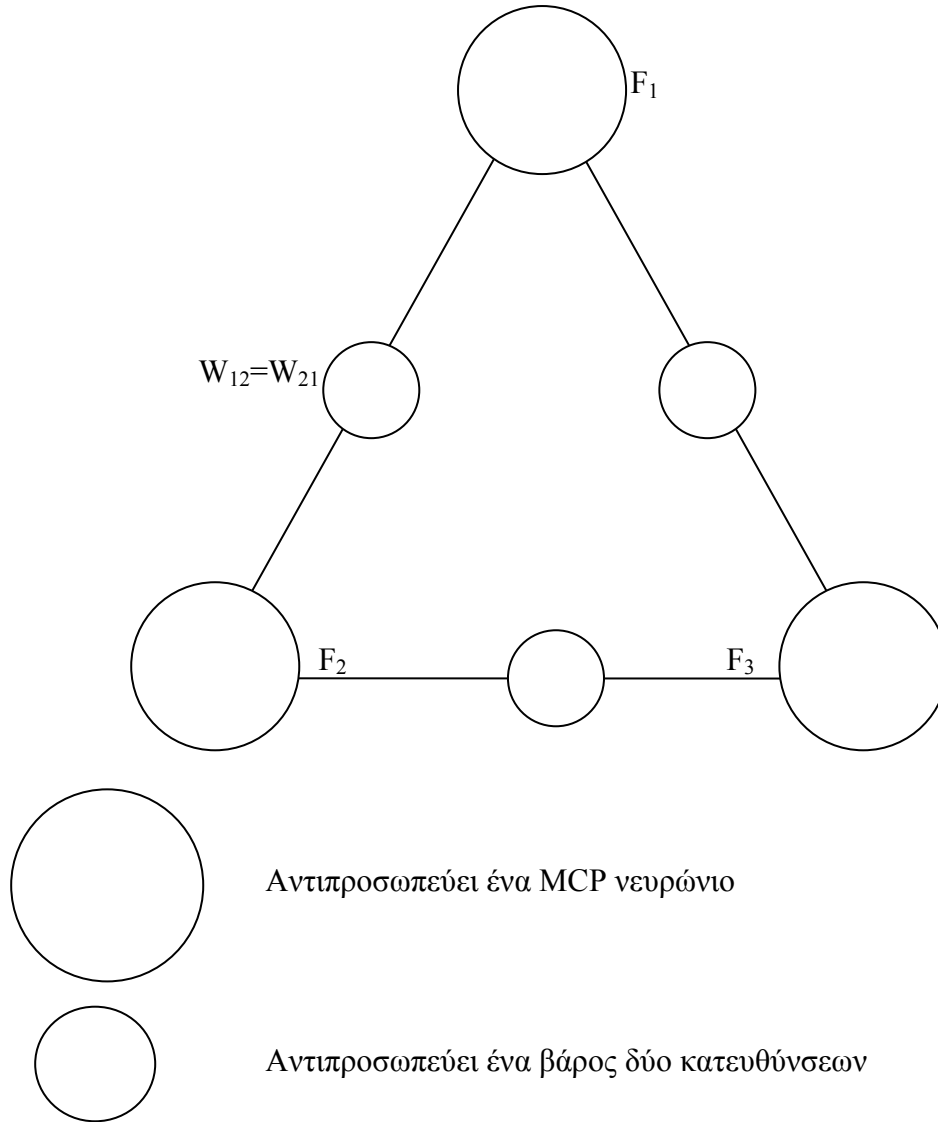 F₁
W₁₂=W₂₁
F₂
F₃
Αντιπροσωπεύει ένα MCP νευρώνιο
Αντιπροσωπεύει ένα βάρος δύο κατευθύνσεων